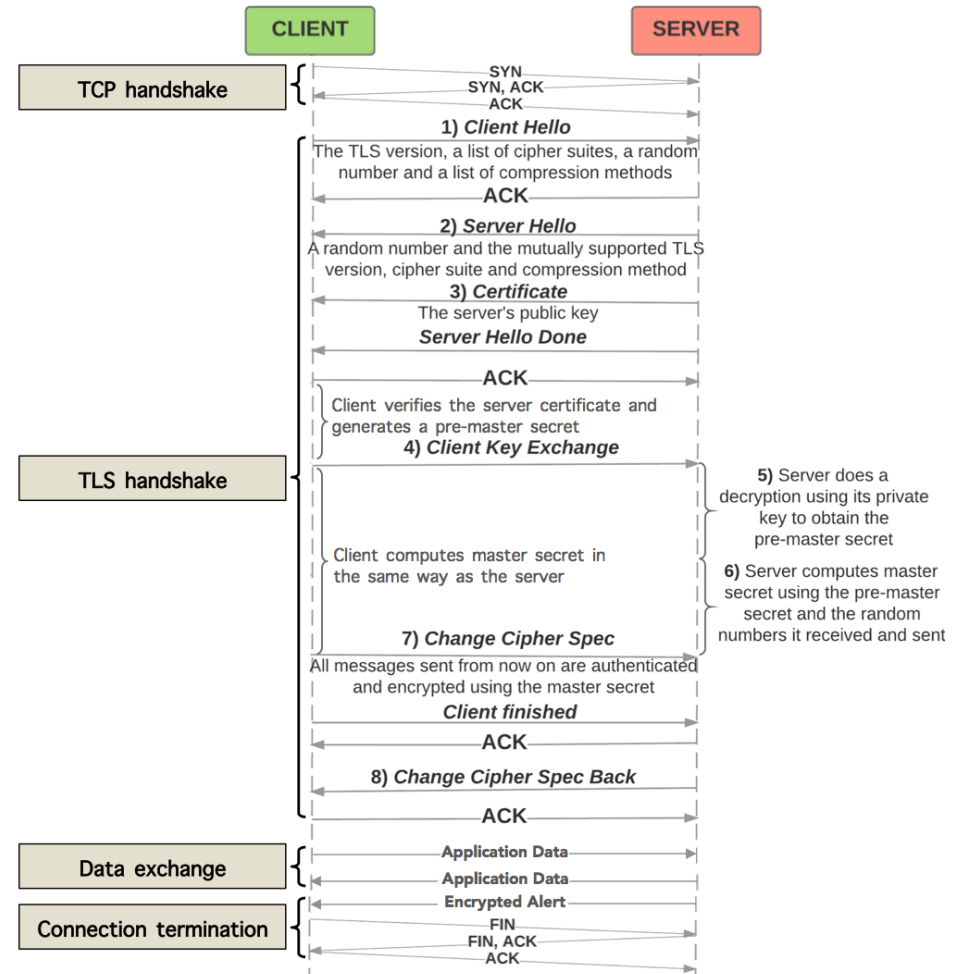 CLIENT
SERVER
TCP handshake
SYN
SYN, ACK
ACK
1) Client Hello
The TLS version, a list of cipher suites, a random
number and a list of compression methods
ACK
2) Server Hello
A random number and the mutually supported TLS
version, cipher suite and compression method
3) Certificate
The server's public key
Server Hello Done
ACK
Client verifies the server certificate and
generates a pre-master secret
4) Client Key Exchange
TLS handshake
5) Server does a
decryption using its private
key to obtain the
pre-master secret
Client computes master secret in
the same way as the server
6) Server computes master
secret using the pre-master
secret and the random
numbers it received and sent
7) Change Cipher Spec
All messages sent from now on are authenticated
and encrypted using the master secret
Client finished
ACK
8) Change Cipher Spec Back
ACK
Data exchange
Application Data
Application Data
Connection termination
Encrypted Alert
FIN
FIN, ACK
ACK